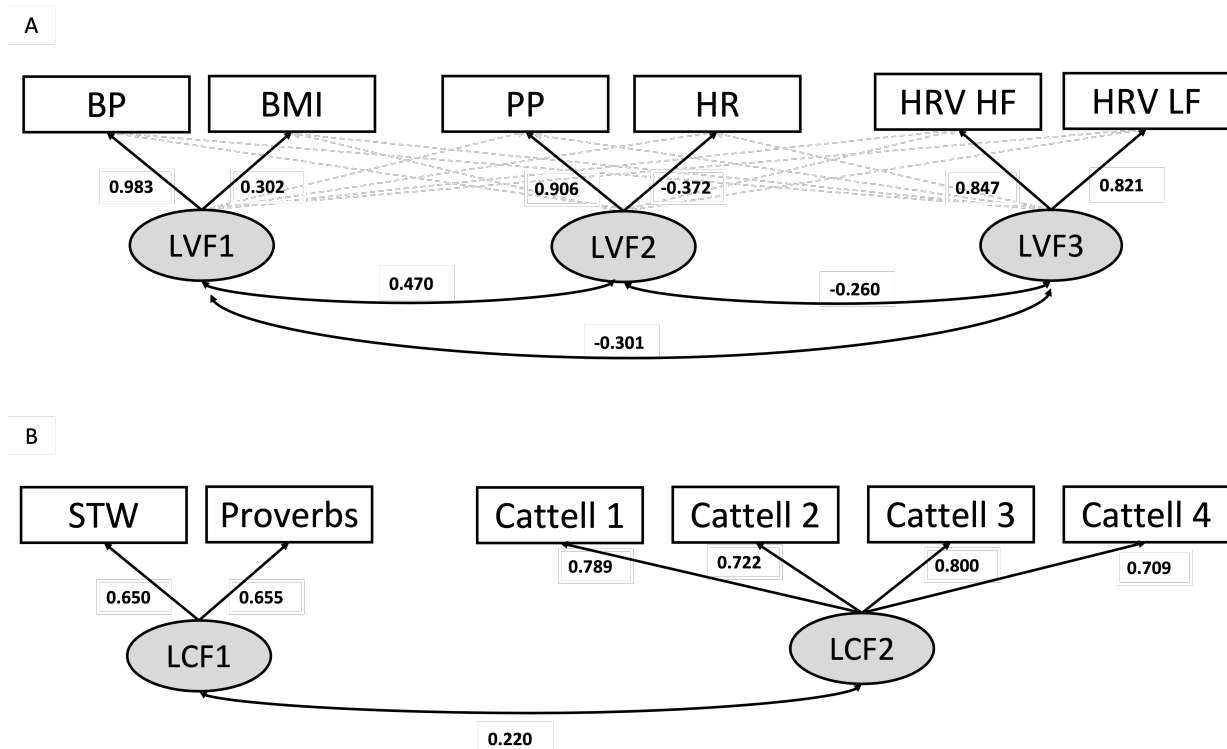 A
BP BMI PP HR HRV HF HRV LF
0.983 0.302 0.906 -0.372 0.847 0.821
LVF1 LVF2 LVF3
0.470 -0.260
-0.301
B
STW Proverbs Cattell 1 Cattell 2 Cattell 3 Cattell 4
0.789 0.722 0.800 0.709
0.650 0.655
LCF1 LCF2
0.220